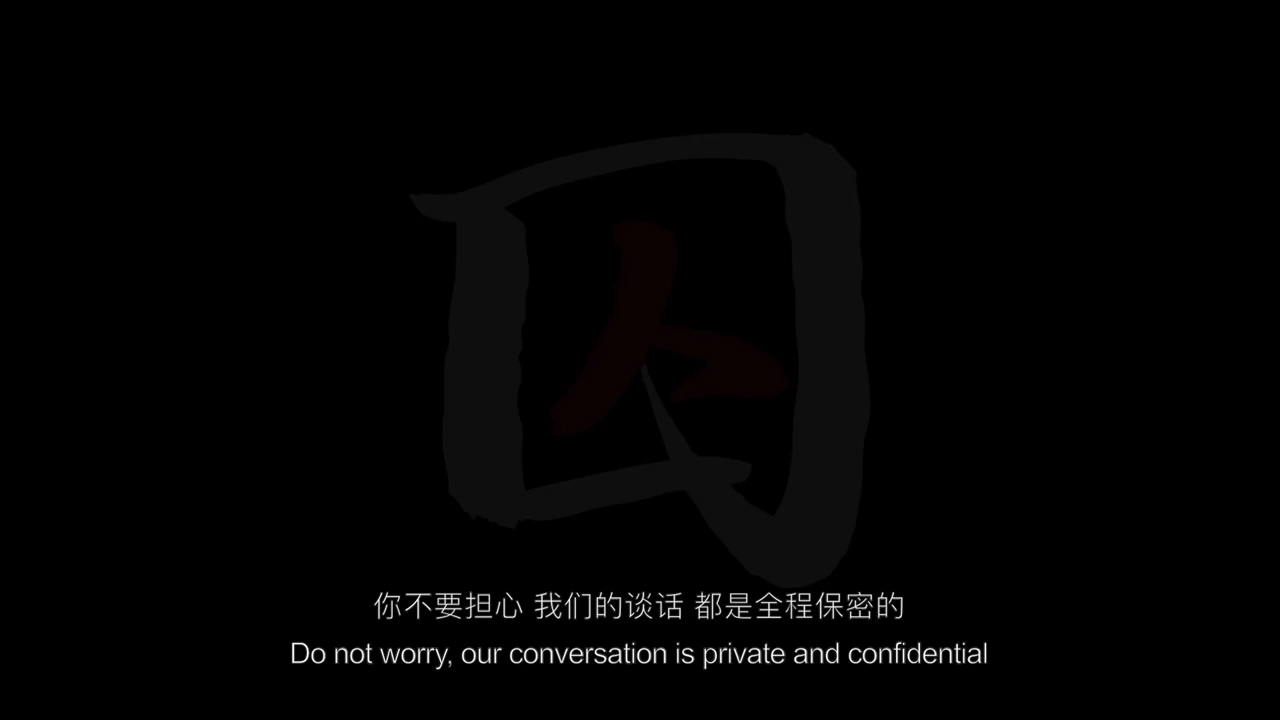 囚
你不要担心 我们的谈话 都是全程保密的
Do not worry, our conversation is private and confidential